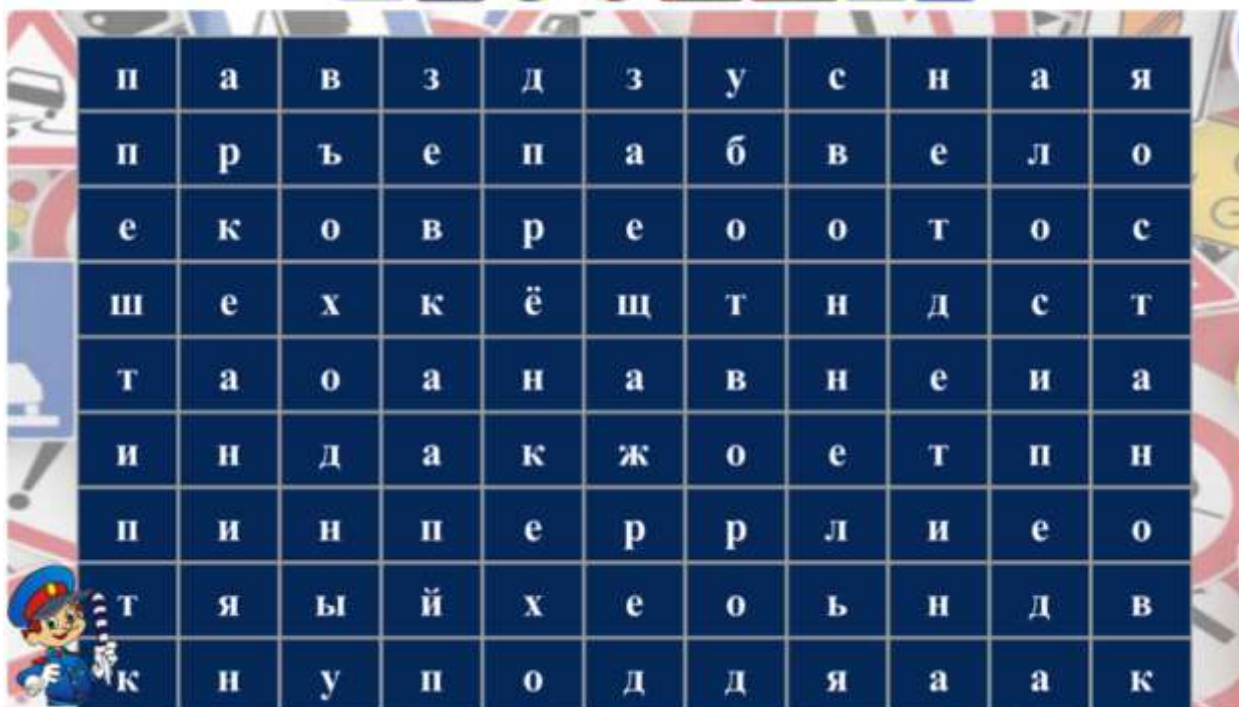 п а в з д з у с н а я
п р ъ е п а б в е л о
е к о в р е о о т о с
ш е х к ё щ т н д с т
т а о а н а в н е и а
и н д а к ж о е т п н
п и н п е р р л и е о
т я ы й х е о ь н д в
к н у п о д д я а а к